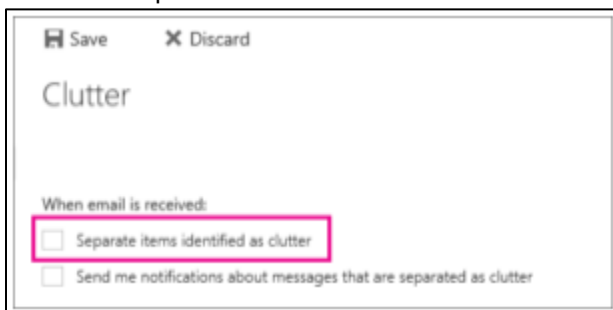 Save Discard
Clutter
When email is received:
Separate items identified as clutter
Send me notifications about messages that are separated as clutter